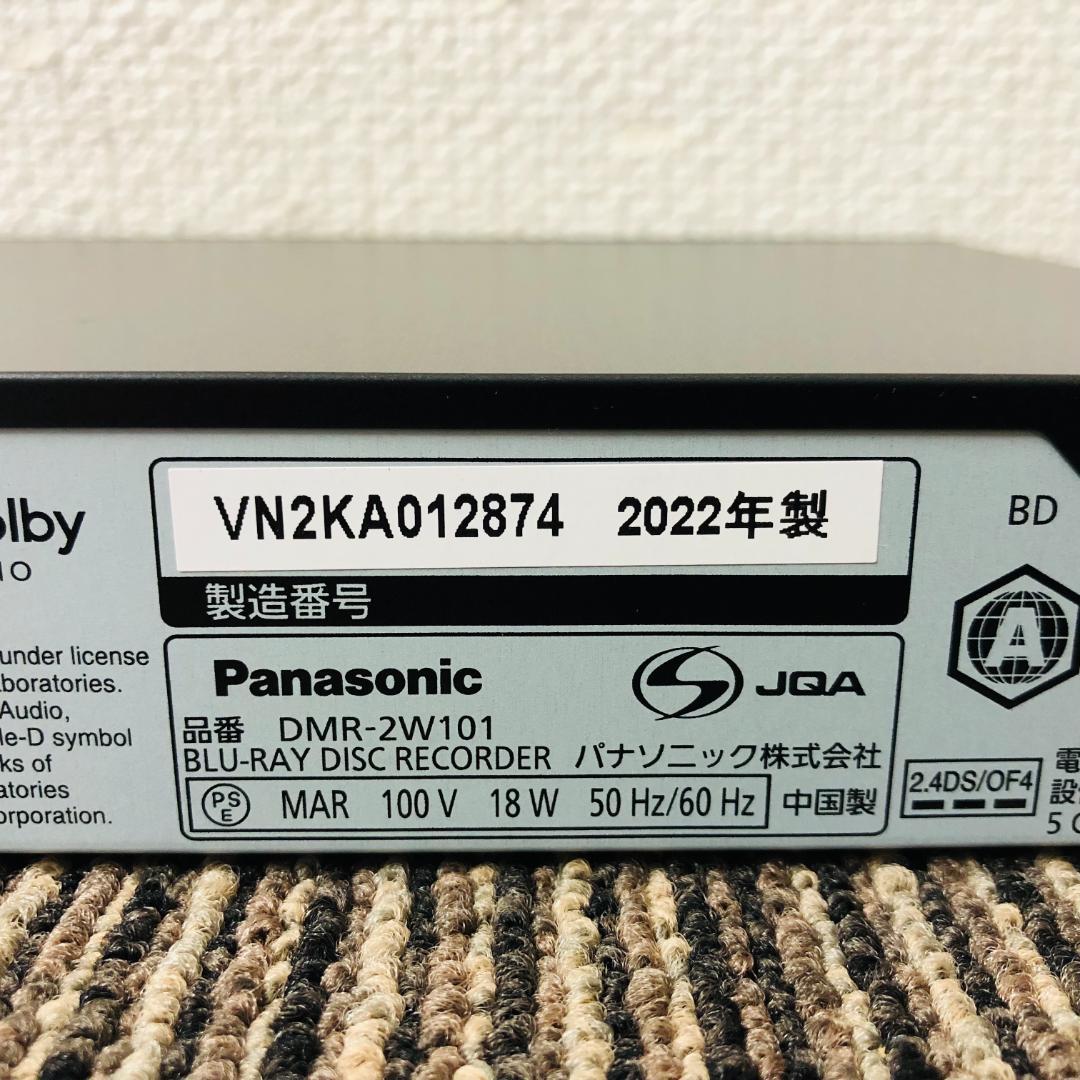 VN2KA012874 2022年製
製造番号
olby
IO
under license
boratories.
Audio,
le-D symbol
ks of
atories
orporation.
Panasonic
JQA
品番 DMR-2W101
BLU-RAY DISC RECORDER パナソニック株式会社
PS
E
MAR 100 V 18 W 50 Hz/60 Hz 中国製
BD
A
2.4DS/OF4
電
設
5